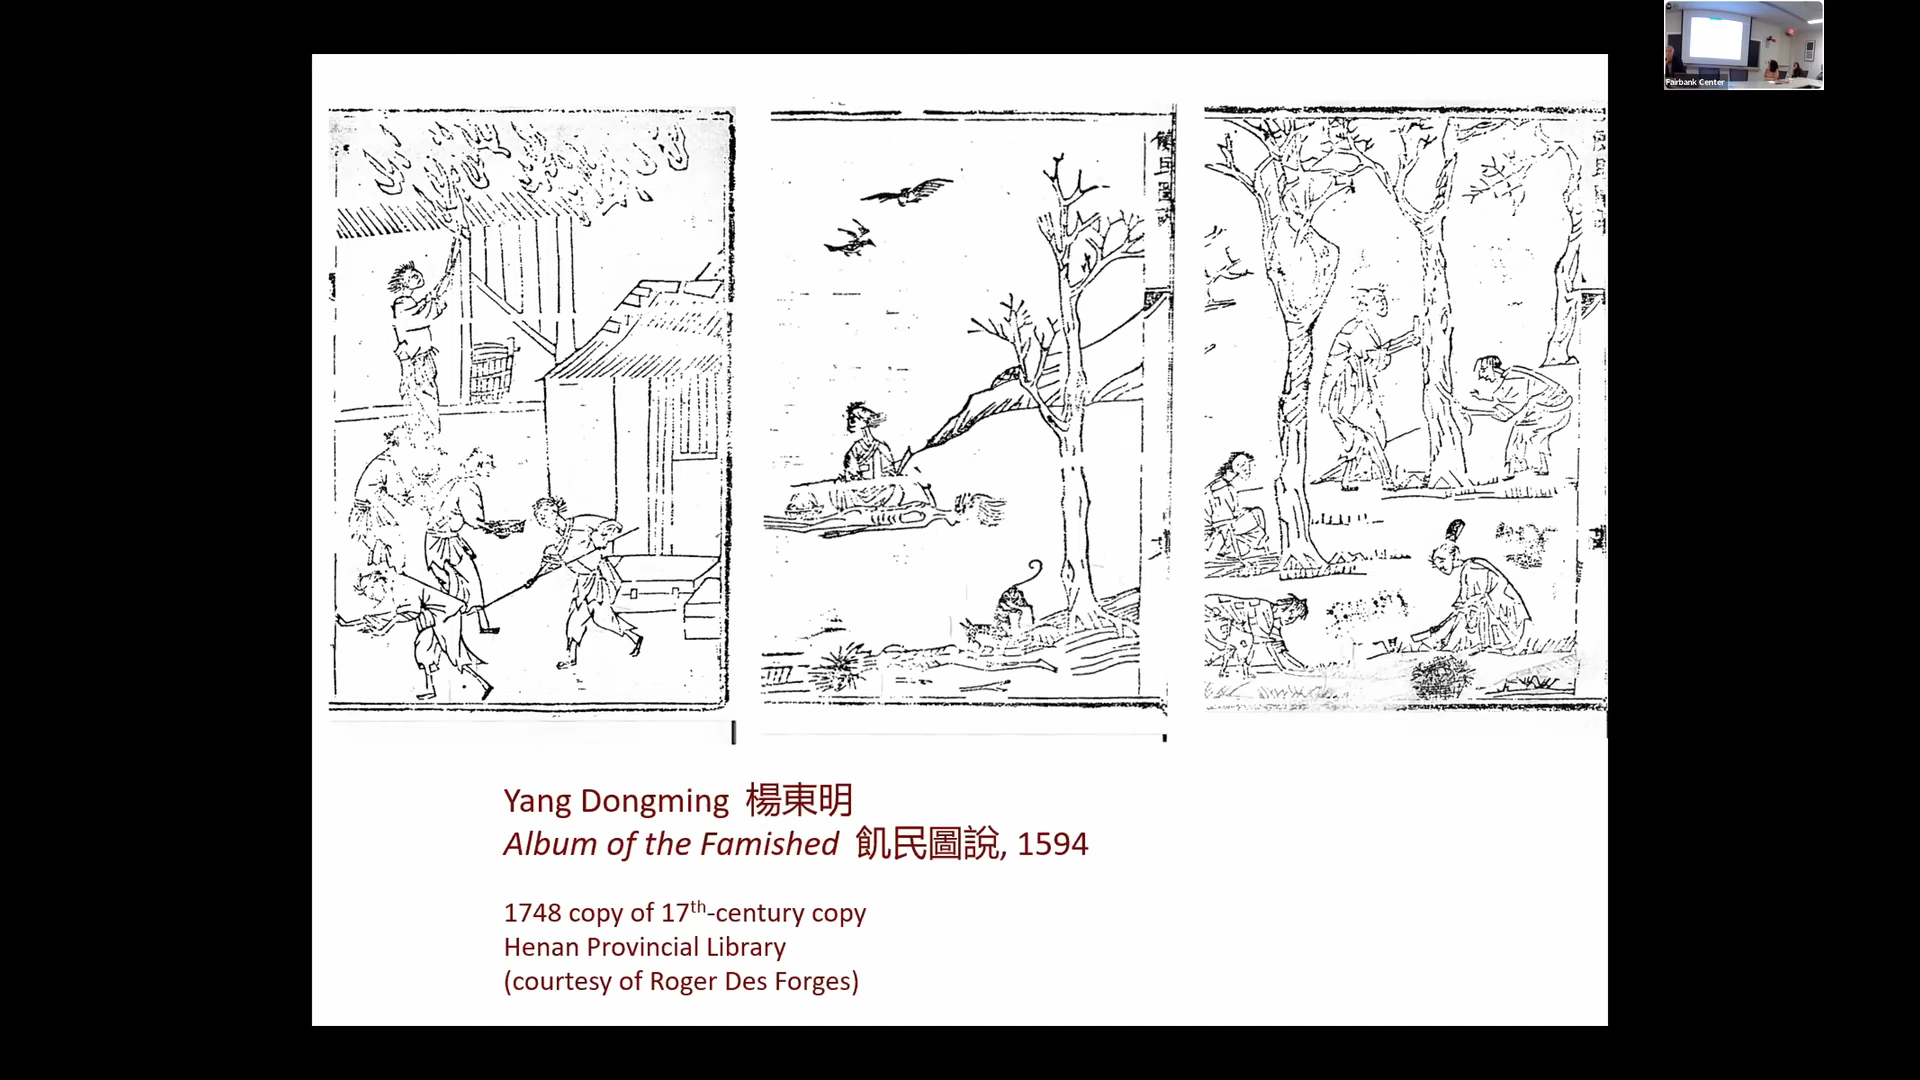 Fairbank Center
Yang Dongming 楊東明
Album of the Famished 飢民圖說, 1594
1748 copy of 17th-century copy
Henan Provincial Library
(courtesy of Roger Des Forges)